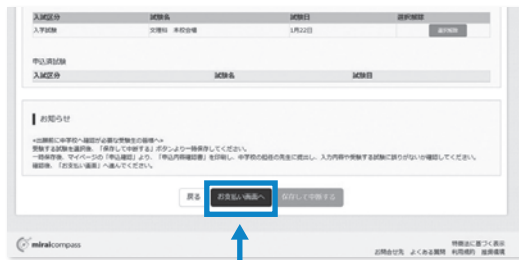 入試区分 試験名 試験日 選択解除
入学試験 文理科 本校会場 1月22日 選択解除
申込済試験
入試区分 試験名 試験日
お知らせ
<出願前に中学校へ確認が必要な受験生の皆様へ>
受験する試験を選択後、「保存して中断する」ボタンより一時保存してください。
一時保存後、マイページの「申込確認」より、「申込内容確認書」を印刷し、中学校の担任の先生に提出し、入力内容や受験する試験に誤りがないか確認してください。
確認後、「お支払い画面」へ進んでください。
戻る お支払い画面へ 保存して中断する
miraicompass
特商法に基づく表示
お問合せ先 よくある質問 利用規約 推奨環境